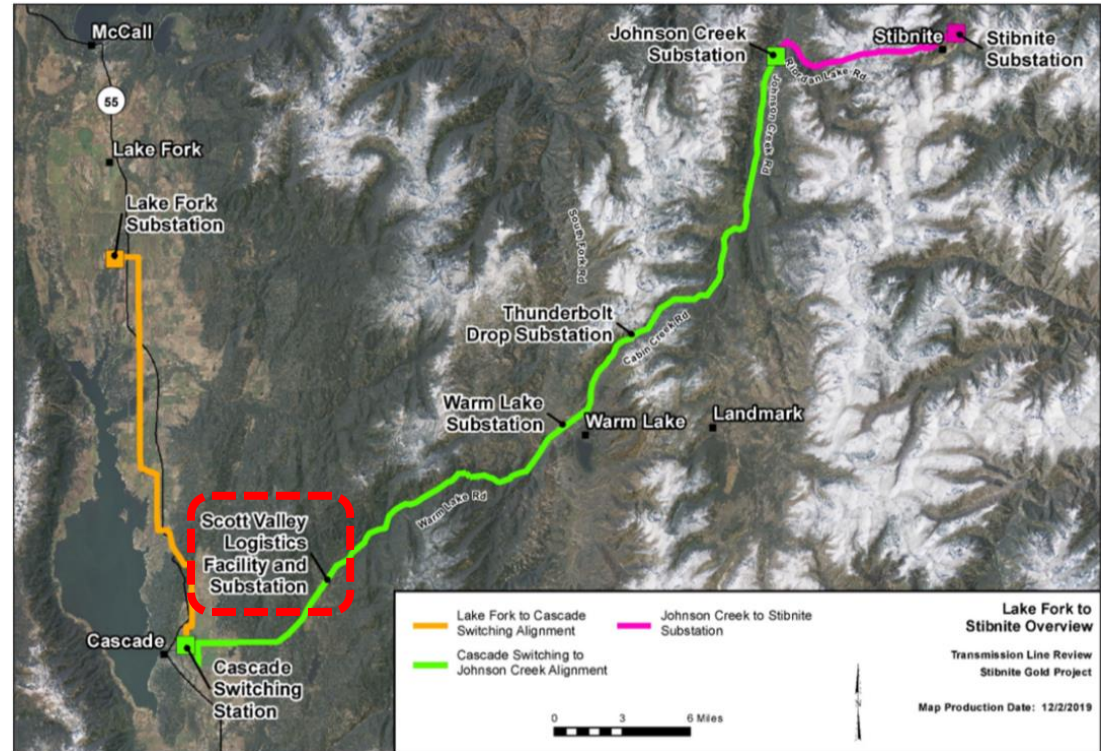 McCall
55
Lake Fork
Lake Fork
Substation
Johnson Creek
Substation
Stibnite
Stibnite
Substation
Riordan Lake Rd
Johnson Creek Rd
South Fork Rd
Thunderbolt
Drop Substation
Cabin Creek Rd
Warm Lake
Substation
Warm Lake
Landmark
Warm Lake Rd
Scott Valley
Logistics
Facility and
Substation
Cascade
Cascade
Switching
Station
Lake Fork to Cascade
Switching Alignment
Johnson Creek to Stibnite
Substation
Cascade Switching to
Johnson Creek Alignment
0 3 6 Miles
N
Lake Fork to
Stibnite Overview
Transmission Line Review
Stibnite Gold Project
Map Production Date: 12/2/2019